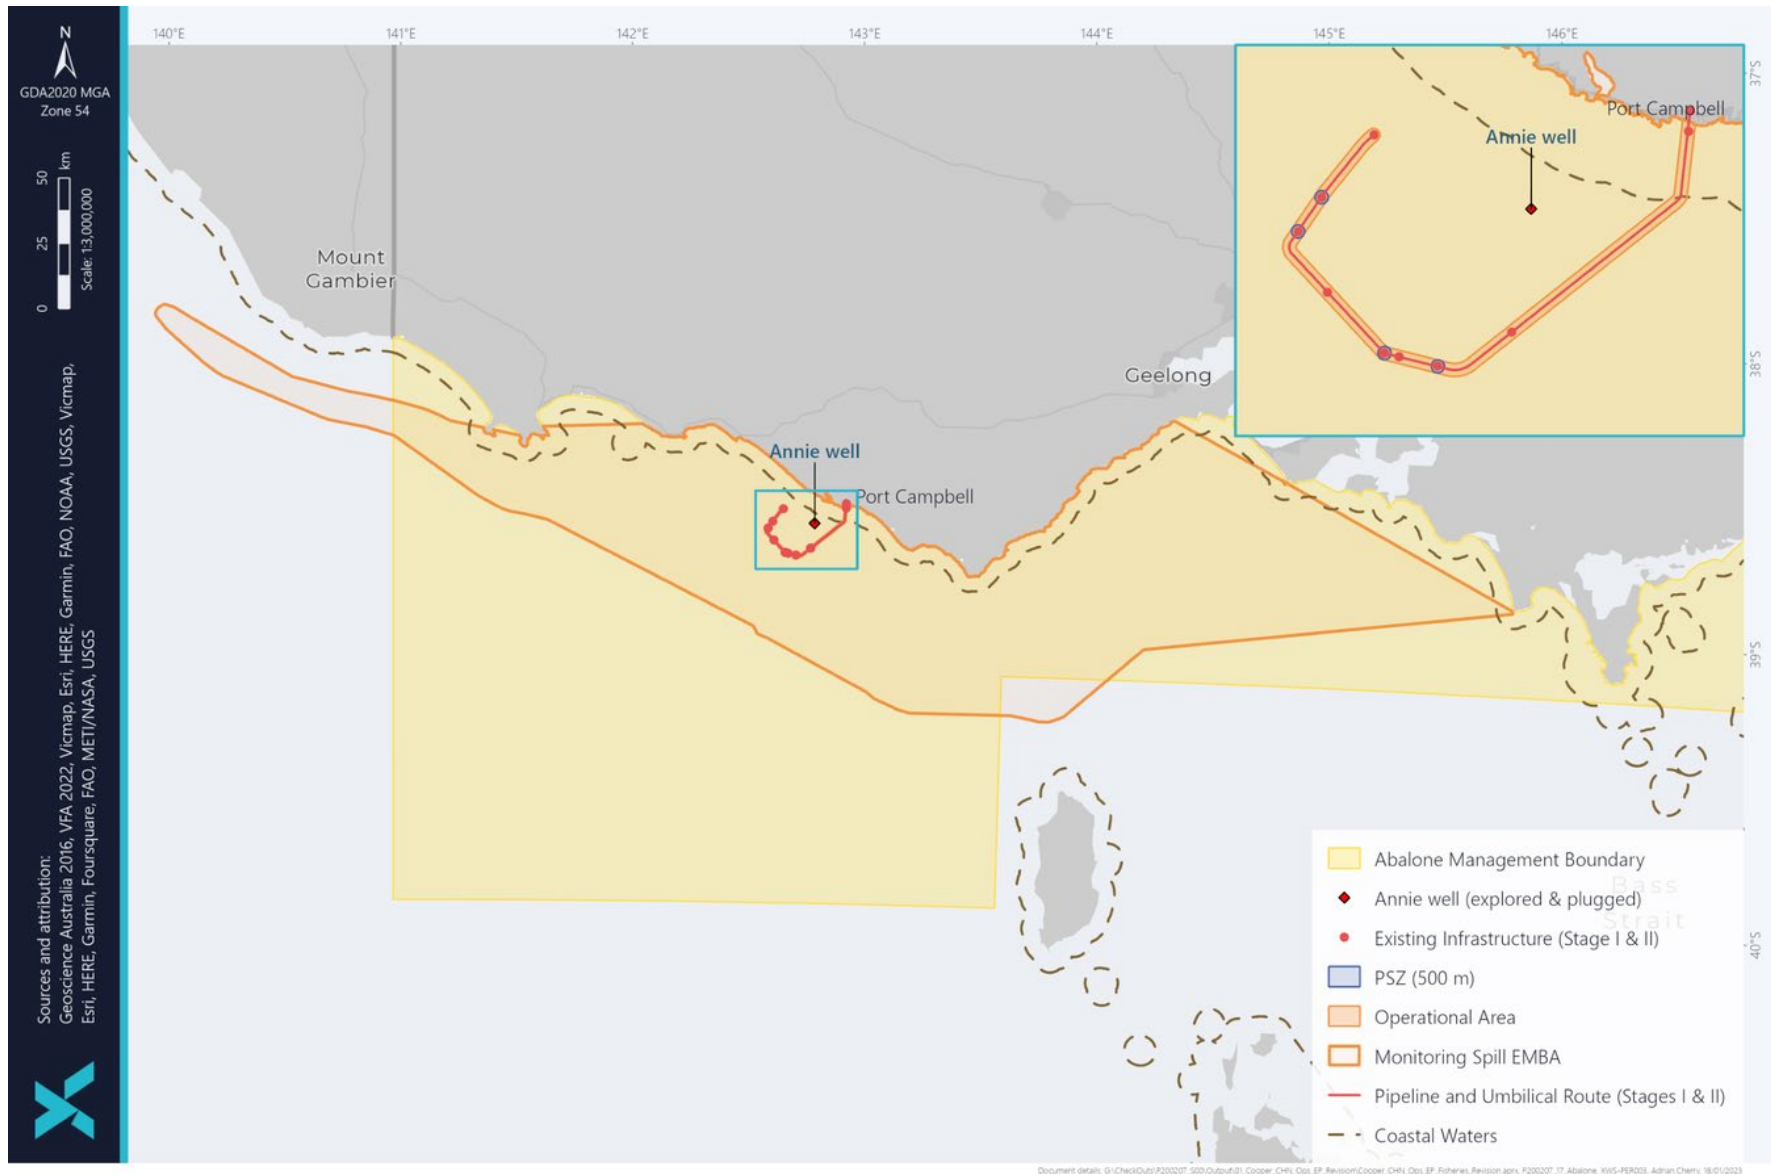 N
GDA2020 MGA
Zone 54
0 25 50 km
Scale: 1:3,000,000
Sources and attribution:
Geoscience Australia 2016, VFA 2022, Vicmap, Esri, HERE, Garmin, FAO, NOAA, USGS, Vicmap,
Esri, HERE, Garmin, Foursquare, FAO, METI/NASA, USGS
140°E 141°E 142°E 143°E 144°E 145°E 146°E
37°S
38°S
39°S
40°S
Port Campbell
Annie well
Mount
Gambier
Geelong
Annie well
Port Campbell
Bass
Strait
Abalone Management Boundary
Annie well (explored & plugged)
Existing Infrastructure (Stage I & II)
PSZ (500 m)
Operational Area
Monitoring Spill EMBA
Pipeline and Umbilical Route (Stages I & II)
Coastal Waters